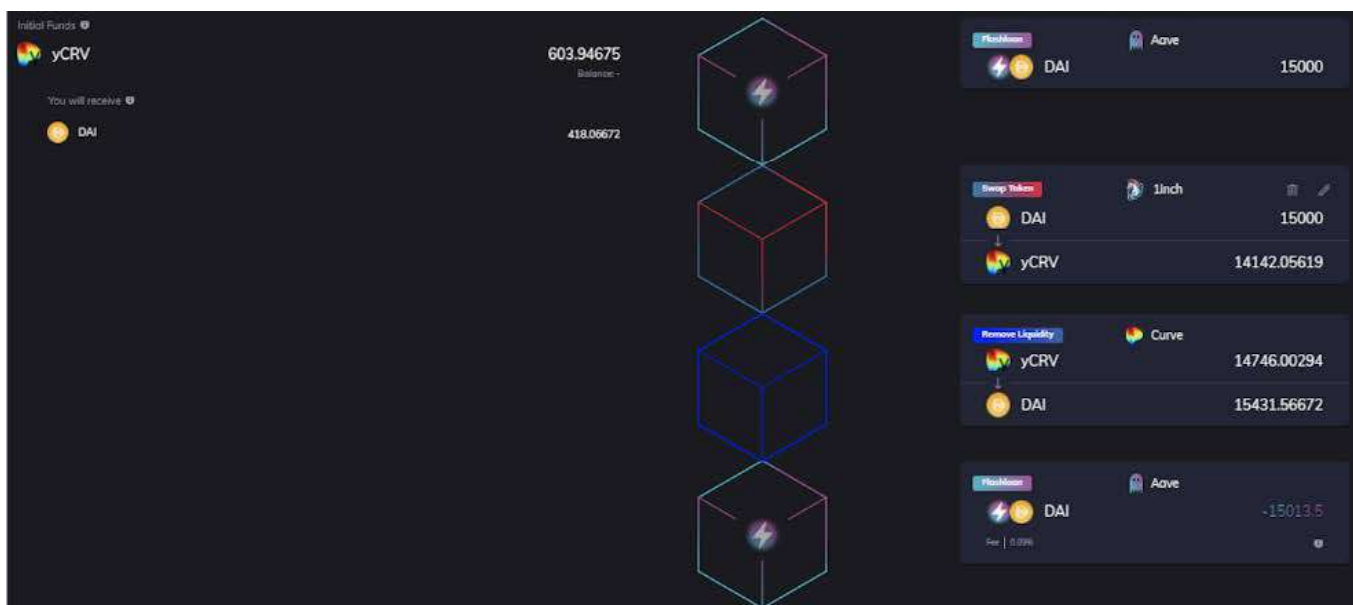 Initial Funds
yCRV 603.94675
Balance: -
You will receive
DAI 418.06672
Flashloan Aave
DAI 15000
Swap Token 1inch
DAI 15000
yCRV 14142.05619
Remove Liquidity Curve
yCRV 14746.00294
DAI 15431.56672
Flashloan Aave
DAI -15013.5
Fee | 0.09%